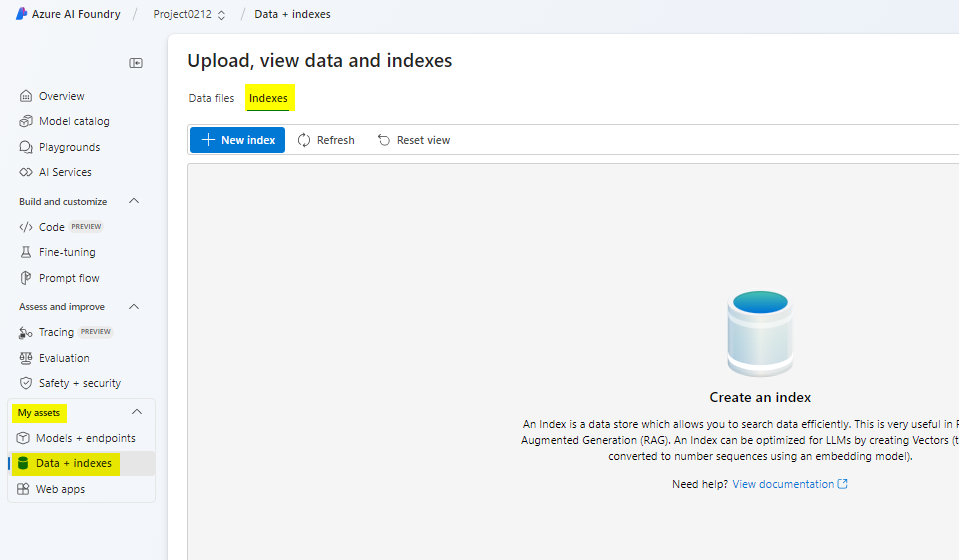 Azure AI Foundry / Project0212 / Data + indexes
Upload, view data and indexes
Data files Indexes
New index Refresh Reset view
Overview
Model catalog
Playgrounds
AI Services
Build and customize
Code PREVIEW
Fine-tuning
Prompt flow
Assess and improve
Tracing PREVIEW
Evaluation
Safety + security
My assets
Models + endpoints
Data + indexes
Web apps
Create an index
An Index is a data store which allows you to search data efficiently. This is very useful in
Augmented Generation (RAG). An Index can be optimized for LLMs by creating Vectors (
converted to number sequences using an embedding model).
Need help? View documentation